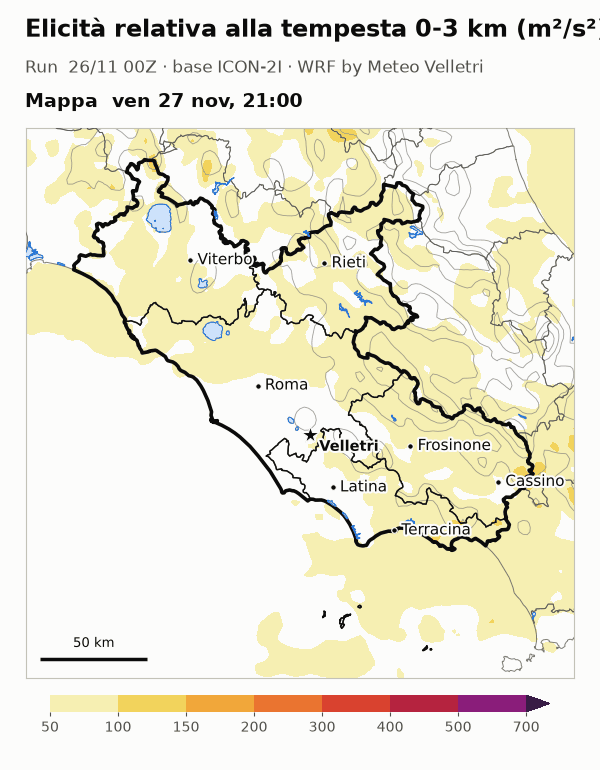 Elicità relativa alla tempesta 0-3 km (m²/s²)
Run 26/11 00Z · base ICON-2I · WRF by Meteo Velletri
Mappa ven 27 nov, 21:00
Viterbo
Rieti
Roma
Velletri
Frosinone
Cassino
Latina
Terracina
50 km
50 100 150 200 300 400 500 700